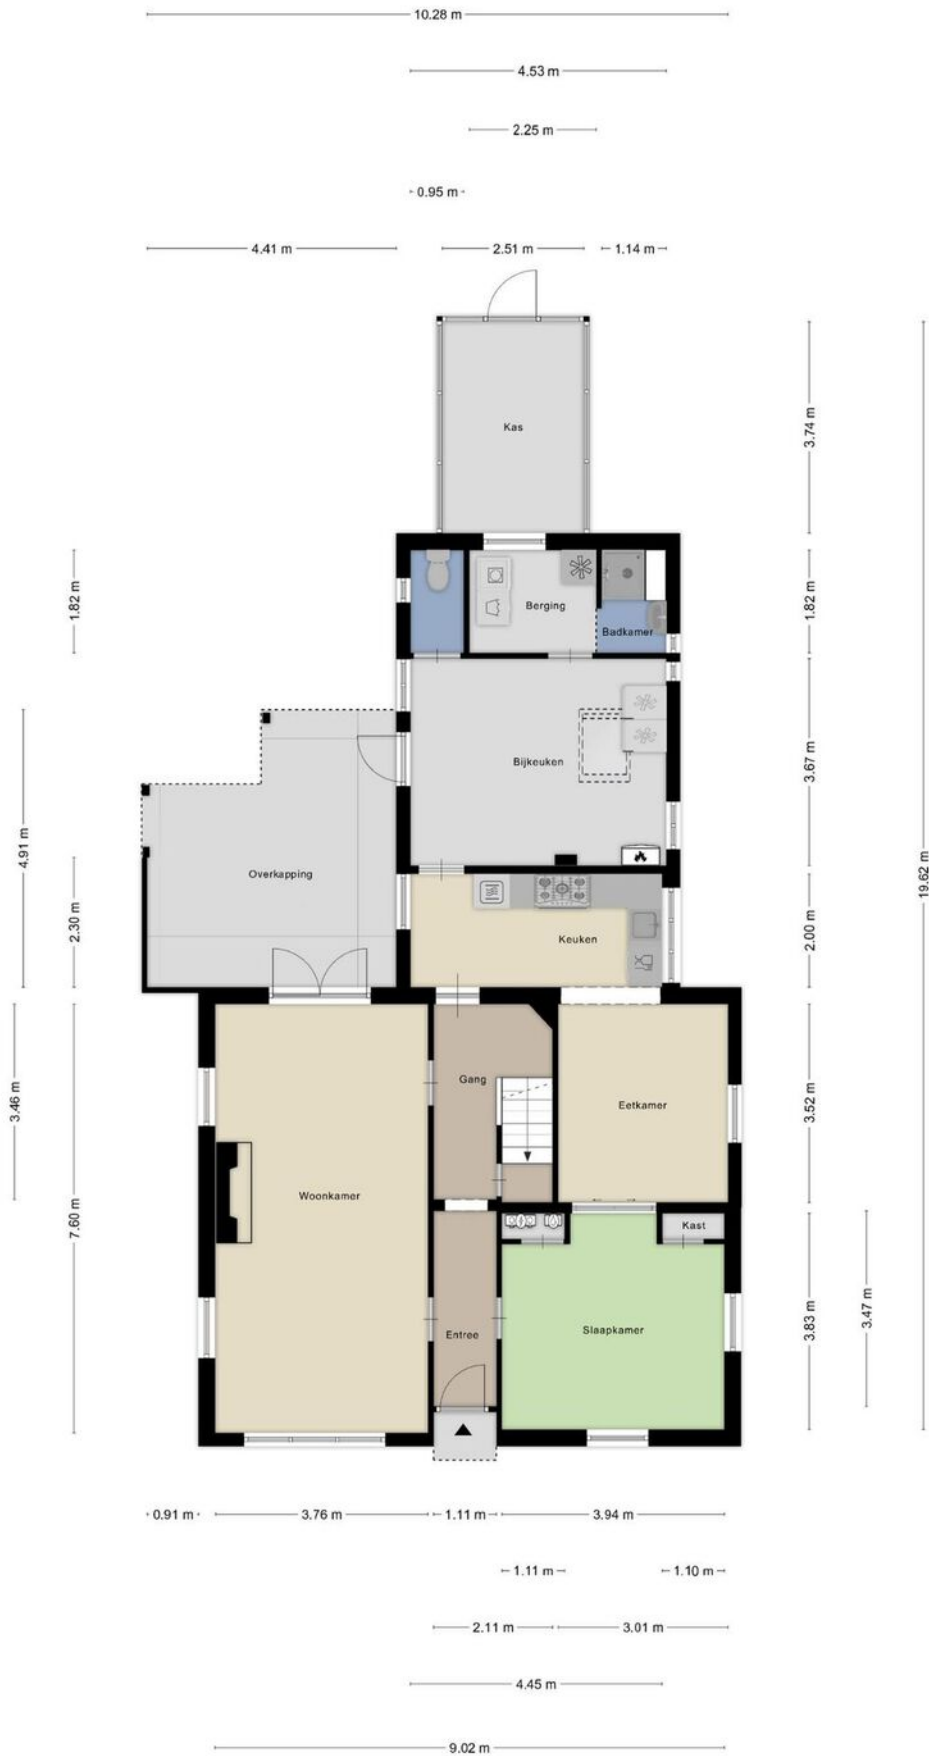 10.28 m
4.53 m
2.25 m
0.95 m
4.41 m
2.51 m
1.14 m
Kas
3.74 m
1.82 m
Berging
Badkamer
1.82 m
Bijkeuken
3.67 m
4.91 m
Overkapping
19.62 m
2.30 m
Keuken
2.00 m
3.46 m
Gang
Eetkamer
3.52 m
Woonkamer
7.60 m
Kast
Entree
Slaapkamer
3.83 m
3.47 m
0.91 m
3.76 m
1.11 m
3.94 m
1.11 m
1.10 m
2.11 m
3.01 m
4.45 m
9.02 m